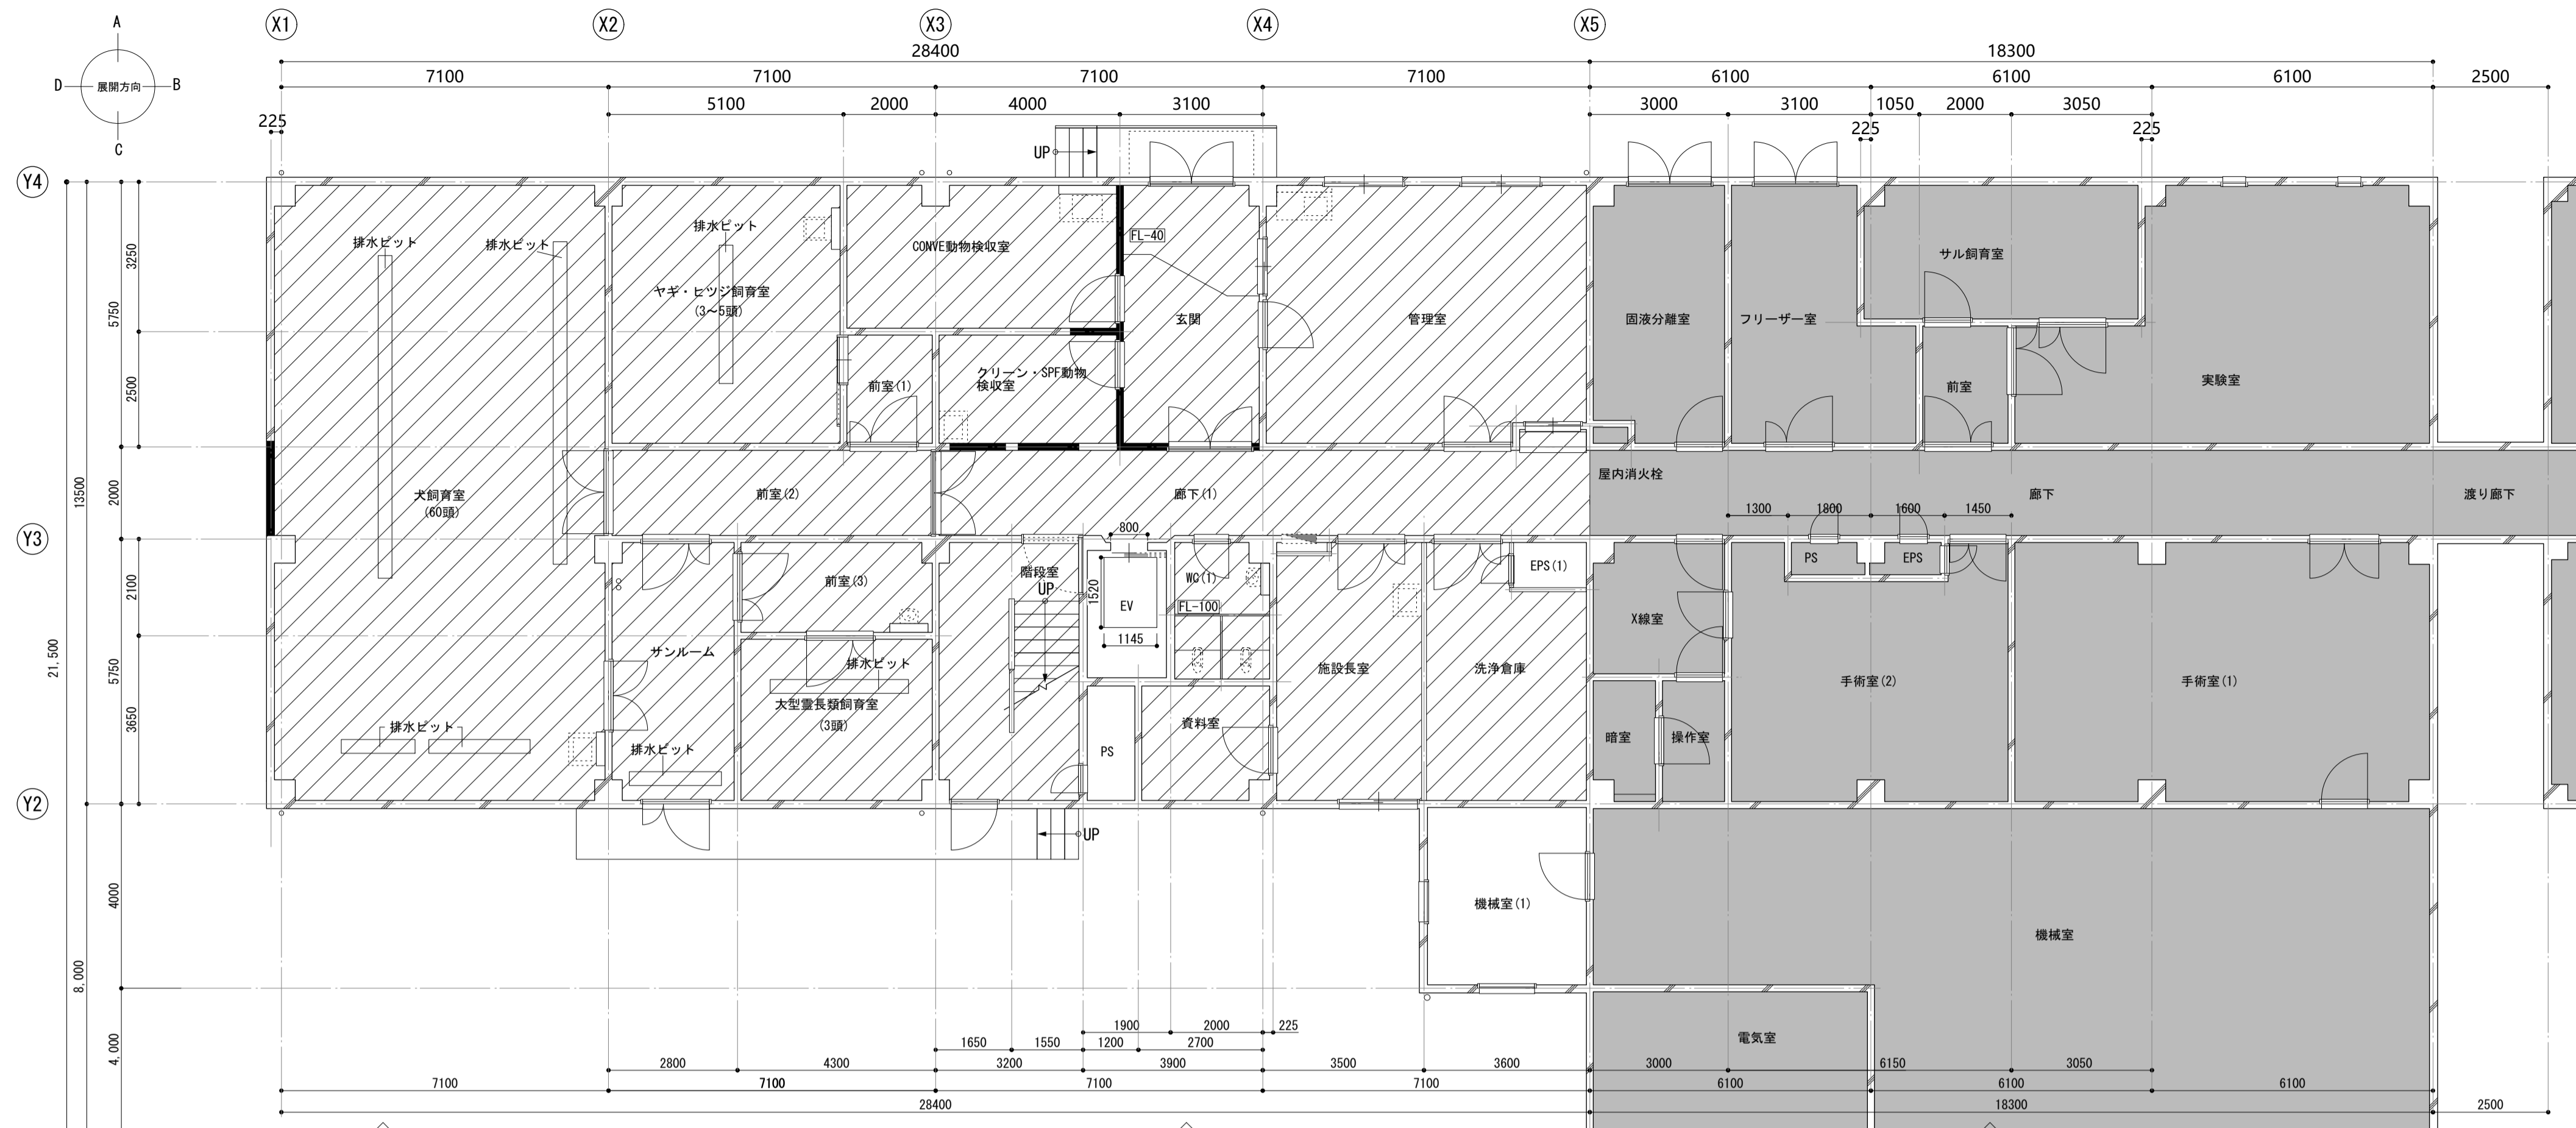 X1
X2
X3
X4
X5
A
D
展開方向
B
C
28400
18300
7100
7100
7100
7100
6100
6100
6100
2500
5100
2000
4000
3100
3000
3100
1050
2000
3050
225
225
225
UP
Y4
Y3
Y2
13500
21,500
8,000
3250
5750
2500
2000
2100
5750
3650
4000
4,000
排水ピット
排水ピット
排水ピット
CONVE動物検収室
FL-40
ヤギ・ヒツジ飼育室
(3～5頭)
玄関
管理室
固液分離室
フリーザー室
サル飼育室
前室(1)
クリーン・SPF動物
検収室
前室
実験室
犬飼育室
(60頭)
前室(2)
廊下(1)
屋内消火栓
廊下
渡り廊下
800
1300
1800
1600
1450
前室(3)
階段室
UP
1520
EV
1145
WC(1)
FL-100
EPS(1)
PS
EPS
X線室
サンルーム
排水ピット
大型霊長類飼育室
(3頭)
施設長室
洗浄倉庫
手術室(2)
手術室(1)
排水ピット
排水ピット
PS
資料室
暗室
操作室
UP
機械室(1)
機械室
電気室
1900
2000
225
1650
1550
1200
2700
2800
4300
3200
3900
3500
3600
3000
6150
3050
7100
7100
7100
7100
6100
6100
6100
28400
18300
2500